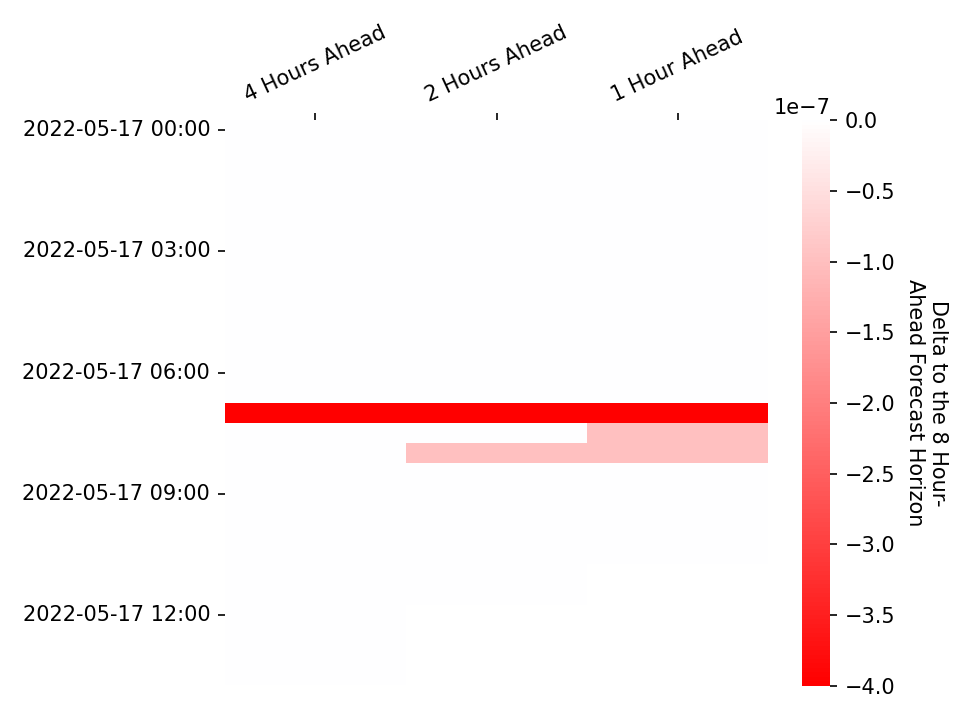 4 Hours Ahead
2 Hours Ahead
1 Hour Ahead
1e−7
2022-05-17 00:00
2022-05-17 03:00
2022-05-17 06:00
2022-05-17 09:00
2022-05-17 12:00
0.0
−0.5
−1.0
−1.5
−2.0
−2.5
−3.0
−3.5
−4.0
Delta to the 8 Hour-
Ahead Forecast Horizon